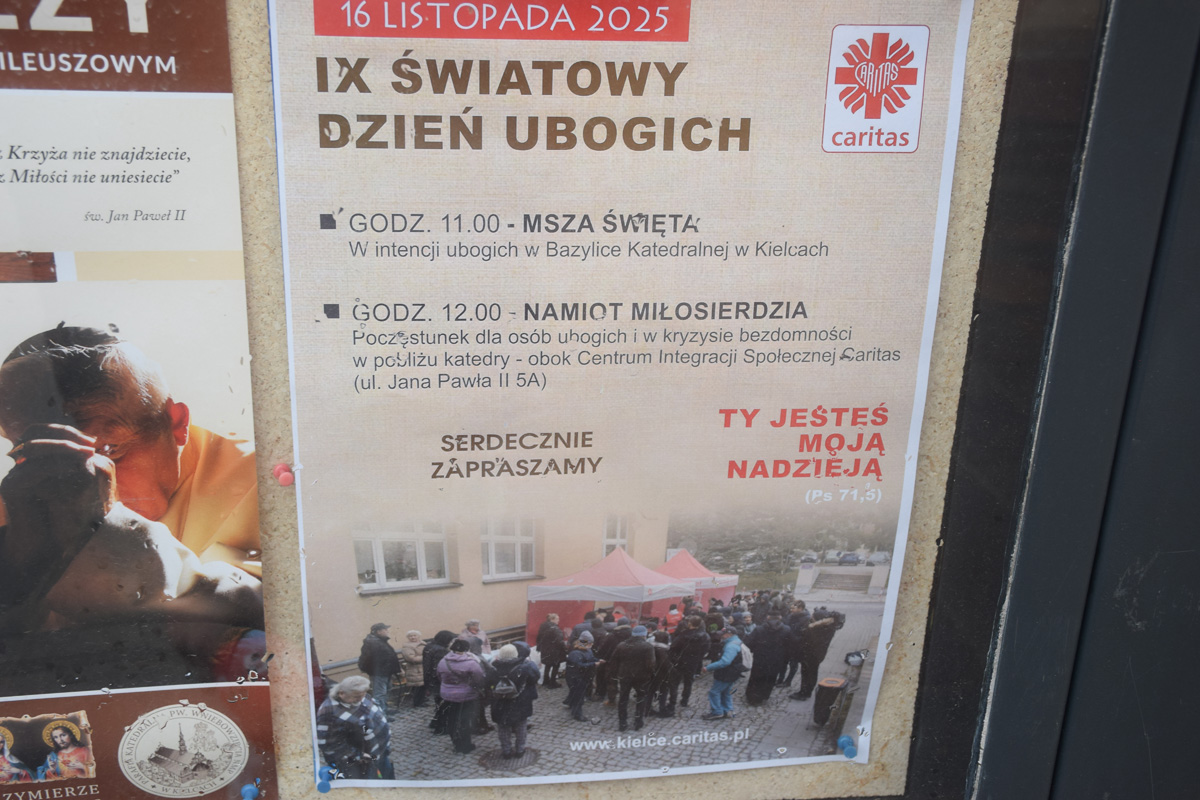 ILEUSZOWYM
Krzyża nie znajdziecie,
Miłości nie uniesiecie”
św. Jan Paweł II
W KIELCACH
16 LISTOPADA 2025
IX ŚWIATOWY
DZIEŃ UBOGICH
CARITAS
caritas
GODZ. 11.00 - MSZA ŚWIĘTA
W intencji ubogich w Bazylice Katedralnej w Kielcach
GODZ. 12.00 - NAMIOT MIŁOSIERDZIA
Poczęstunek dla osób ubogich i w kryzysie bezdomności
w pobliżu katedry - obok Centrum Integracji Społecznej Caritas
(ul. Jana Pawła II 5A)
SERDECZNIE
ZAPRASZAMY
TY JESTEŚ
MOJĄ
NADZIEJĄ
(Ps 71,5)
www.kielce.caritas.pl